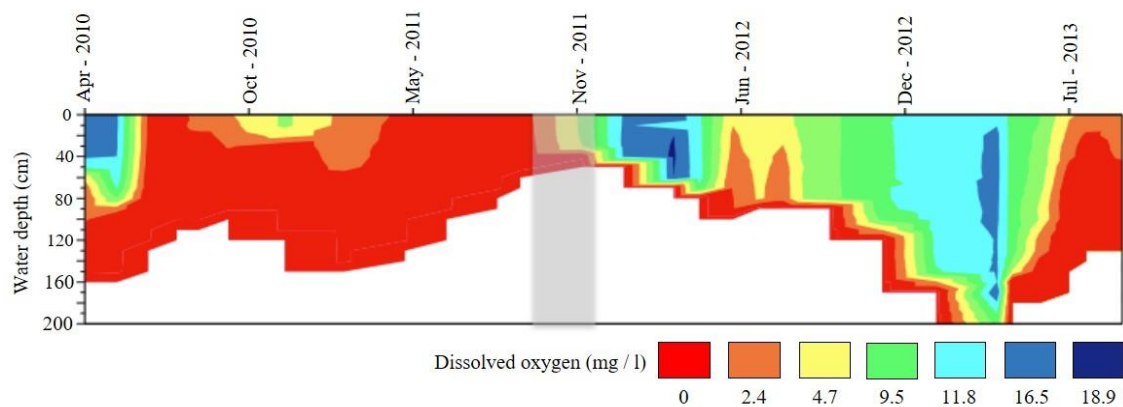 Apr - 2010
Oct - 2010
May - 2011
Nov - 2011
Jun - 2012
Dec - 2012
Jul - 2013
Water depth (cm)
0
40
80
120
160
200
Dissolved oxygen (mg / l)
0 2.4 4.7 9.5 11.8 16.5 18.9